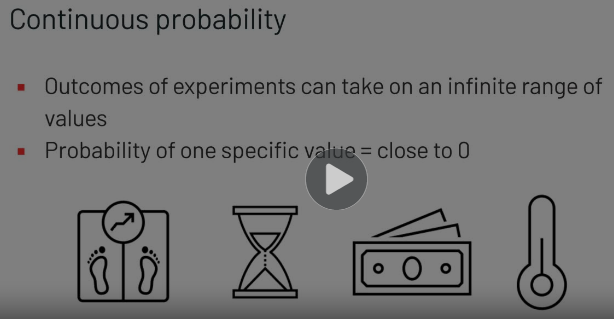 Continuous probability
Outcomes of experiments can take on an infinite range of
values
Probability of one specific value = close to 0